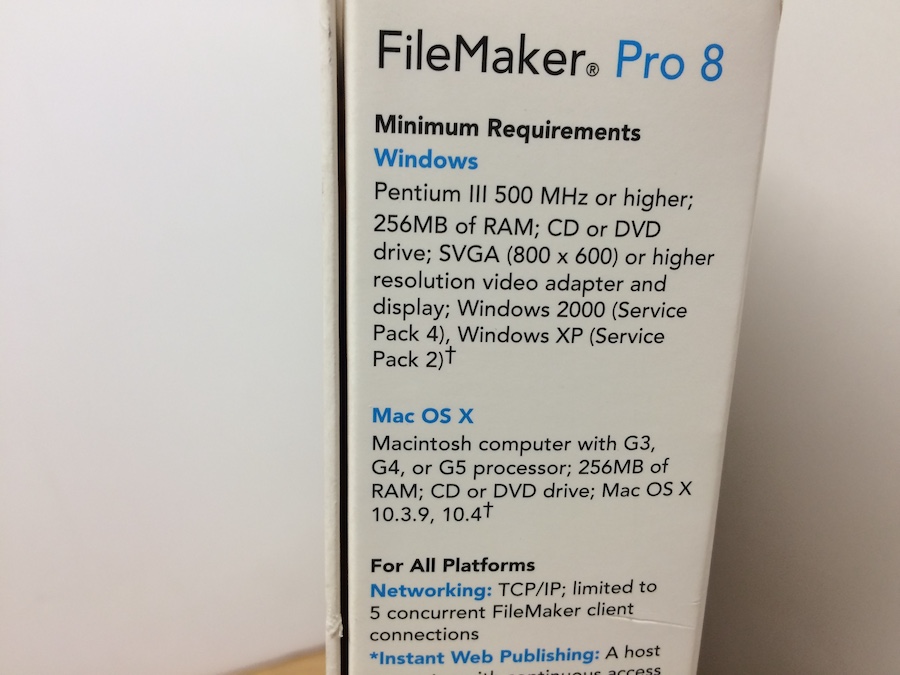 FileMaker® Pro 8
Minimum Requirements
Windows
Pentium III 500 MHz or higher;
256MB of RAM; CD or DVD
drive; SVGA (800 x 600) or higher
resolution video adapter and
display; Windows 2000 (Service
Pack 4), Windows XP (Service
Pack 2)†
Mac OS X
Macintosh computer with G3,
G4, or G5 processor; 256MB of
RAM; CD or DVD drive; Mac OS X
10.3.9, 10.4†
For All Platforms
Networking: TCP/IP; limited to
5 concurrent FileMaker client
connections
*Instant Web Publishing: A host
with continuous access